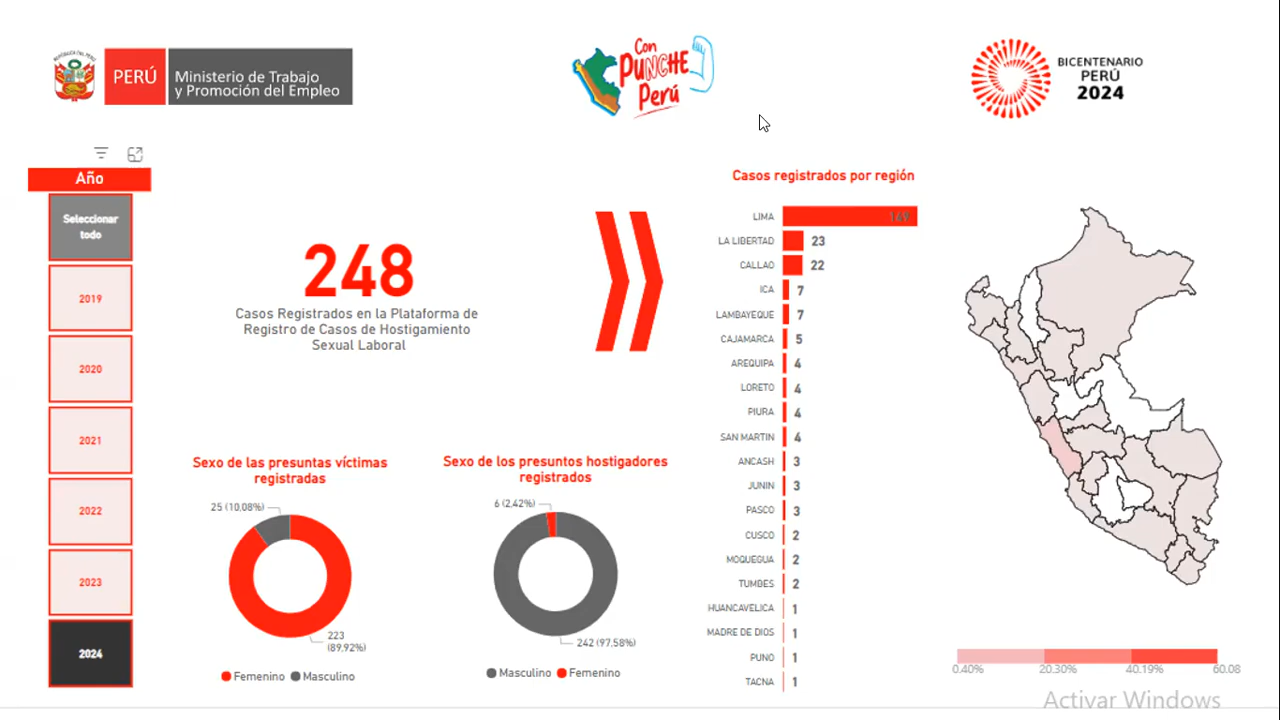 PERÚ
Ministerio de Trabajo
y Promoción del Empleo
Con
PUNCHE
Perú
BICENTENARIO
PERÚ
2024
Año
Seleccionar
todo
2019
2020
2021
2022
2023
2024
248
Casos Registrados en la Plataforma de
Registro de Casos de Hostigamiento
Sexual Laboral
Sexo de las presuntas víctimas
registradas
25 (10,08%)
223
(89,92%)
Femenino Masculino
Sexo de los presuntos hostigadores
registrados
6 (2,42%)
242 (97,58%)
Masculino Femenino
Casos registrados por región
LIMA 149
LA LIBERTAD 23
CALLAO 22
ICA 7
LAMBAYEQUE 7
CAJAMARCA 5
AREQUIPA 4
LORETO 4
PIURA 4
SAN MARTIN 4
ANCASH 3
JUNIN 3
PASCO 3
CUSCO 2
MOQUEGUA 2
TUMBES 2
HUANCAVELICA 1
MADRE DE DIOS 1
PUNO 1
TACNA 1
0.40% 20.30% 40.19% 60.08
Activar Windows